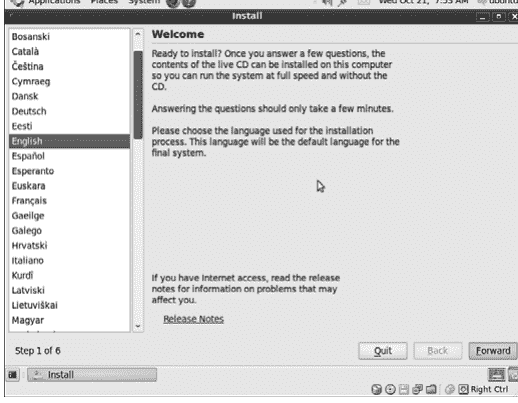 Applications Places System Wed Oct 21, 7:53 AM ubuntu
Install
Bosanski
Català
Čeština
Cymraeg
Dansk
Deutsch
Eesti
English
Español
Esperanto
Euskara
Français
Gaeilge
Galego
Hrvatski
Italiano
Kurdî
Latviski
Lietuviškai
Magyar
Welcome
Ready to install? Once you answer a few questions, the
contents of the live CD can be installed on this computer
so you can run the system at full speed and without the
CD.
Answering the questions should only take a few minutes.
Please choose the language used for the installation
process. This language will be the default language for the
final system.
If you have Internet access, read the release
notes for information on problems that may
affect you.
Release Notes
Step 1 of 6
Quit Back Forward
Install
Right Ctrl